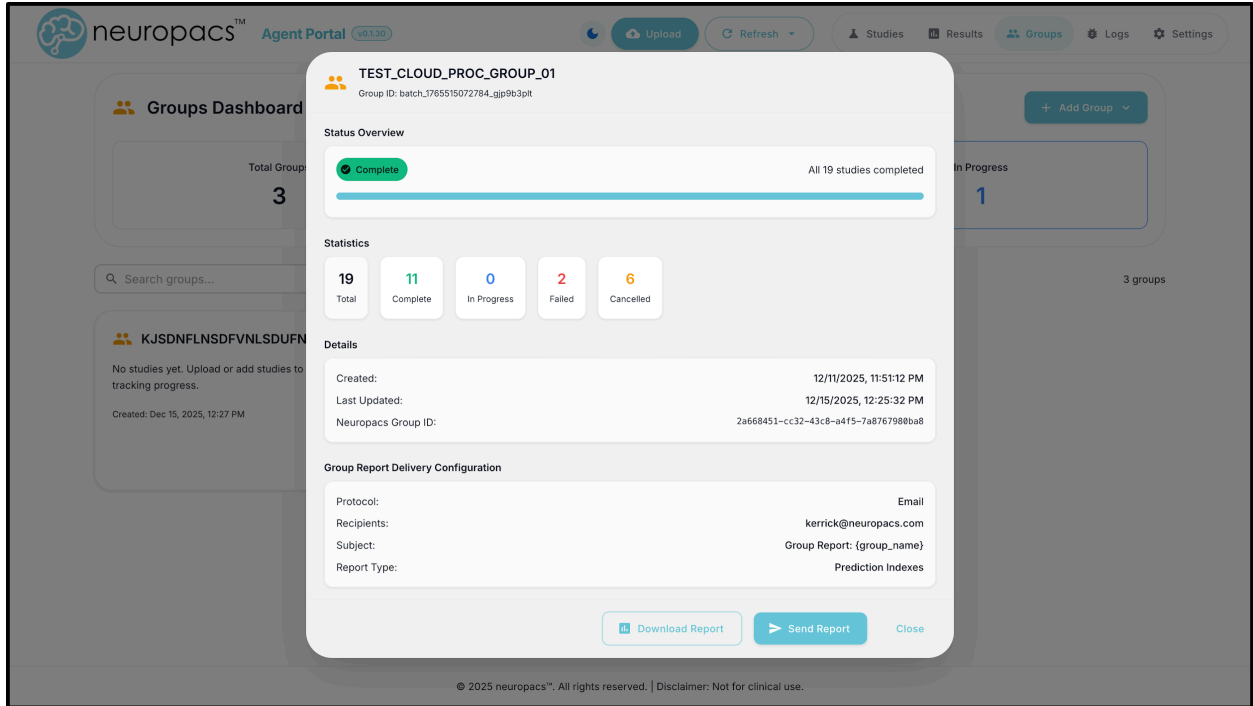 neuropacs™ Agent Portal v0.1.30 Upload Refresh Studies Results Groups Logs Settings
TEST_CLOUD_PROC_GROUP_01
Group ID: batch_1765515072784_gjp9b3plt
Groups Dashboard
Add Group
Status Overview
Complete
All 19 studies completed
Total Groups
3
In Progress
1
Statistics
19
Total
11
Complete
0
In Progress
2
Failed
6
Cancelled
Search groups...
3 groups
KJSDNFLNSDFVNLSDUFN
No studies yet. Upload or add studies to
tracking progress.
Created: Dec 15, 2025, 12:27 PM
Details
Created: 12/11/2025, 11:51:12 PM
Last Updated: 12/15/2025, 12:25:32 PM
Neuropacs Group ID: 2a668451-cc32-43c8-a4f5-7a8767980ba8
Group Report Delivery Configuration
Protocol: Email
Recipients: kerrick@neuropacs.com
Subject: Group Report: {group_name}
Report Type: Prediction Indexes
Download Report Send Report Close
© 2025 neuropacs™. All rights reserved. | Disclaimer: Not for clinical use.